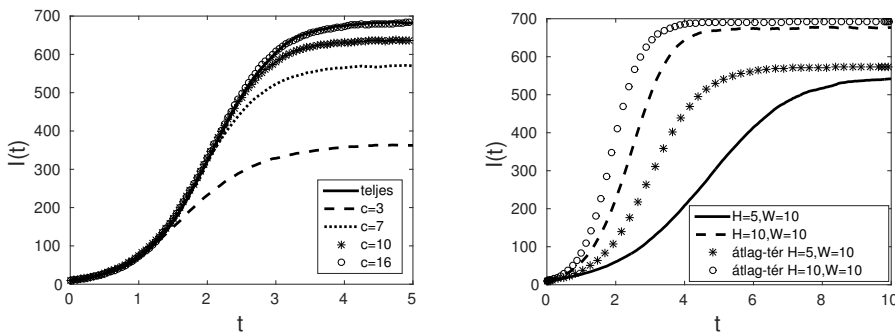 I(t)
700
600
500
400
300
200
100
0
0 1 2 3 4 5
t
teljes
c=3
c=7
c=10
c=16
I(t)
700
600
500
400
300
200
100
0
0 2 4 6 8 10
t
H=5,W=10
H=10,W=10
átlag-tér H=5,W=10
átlag-tér H=10,W=10